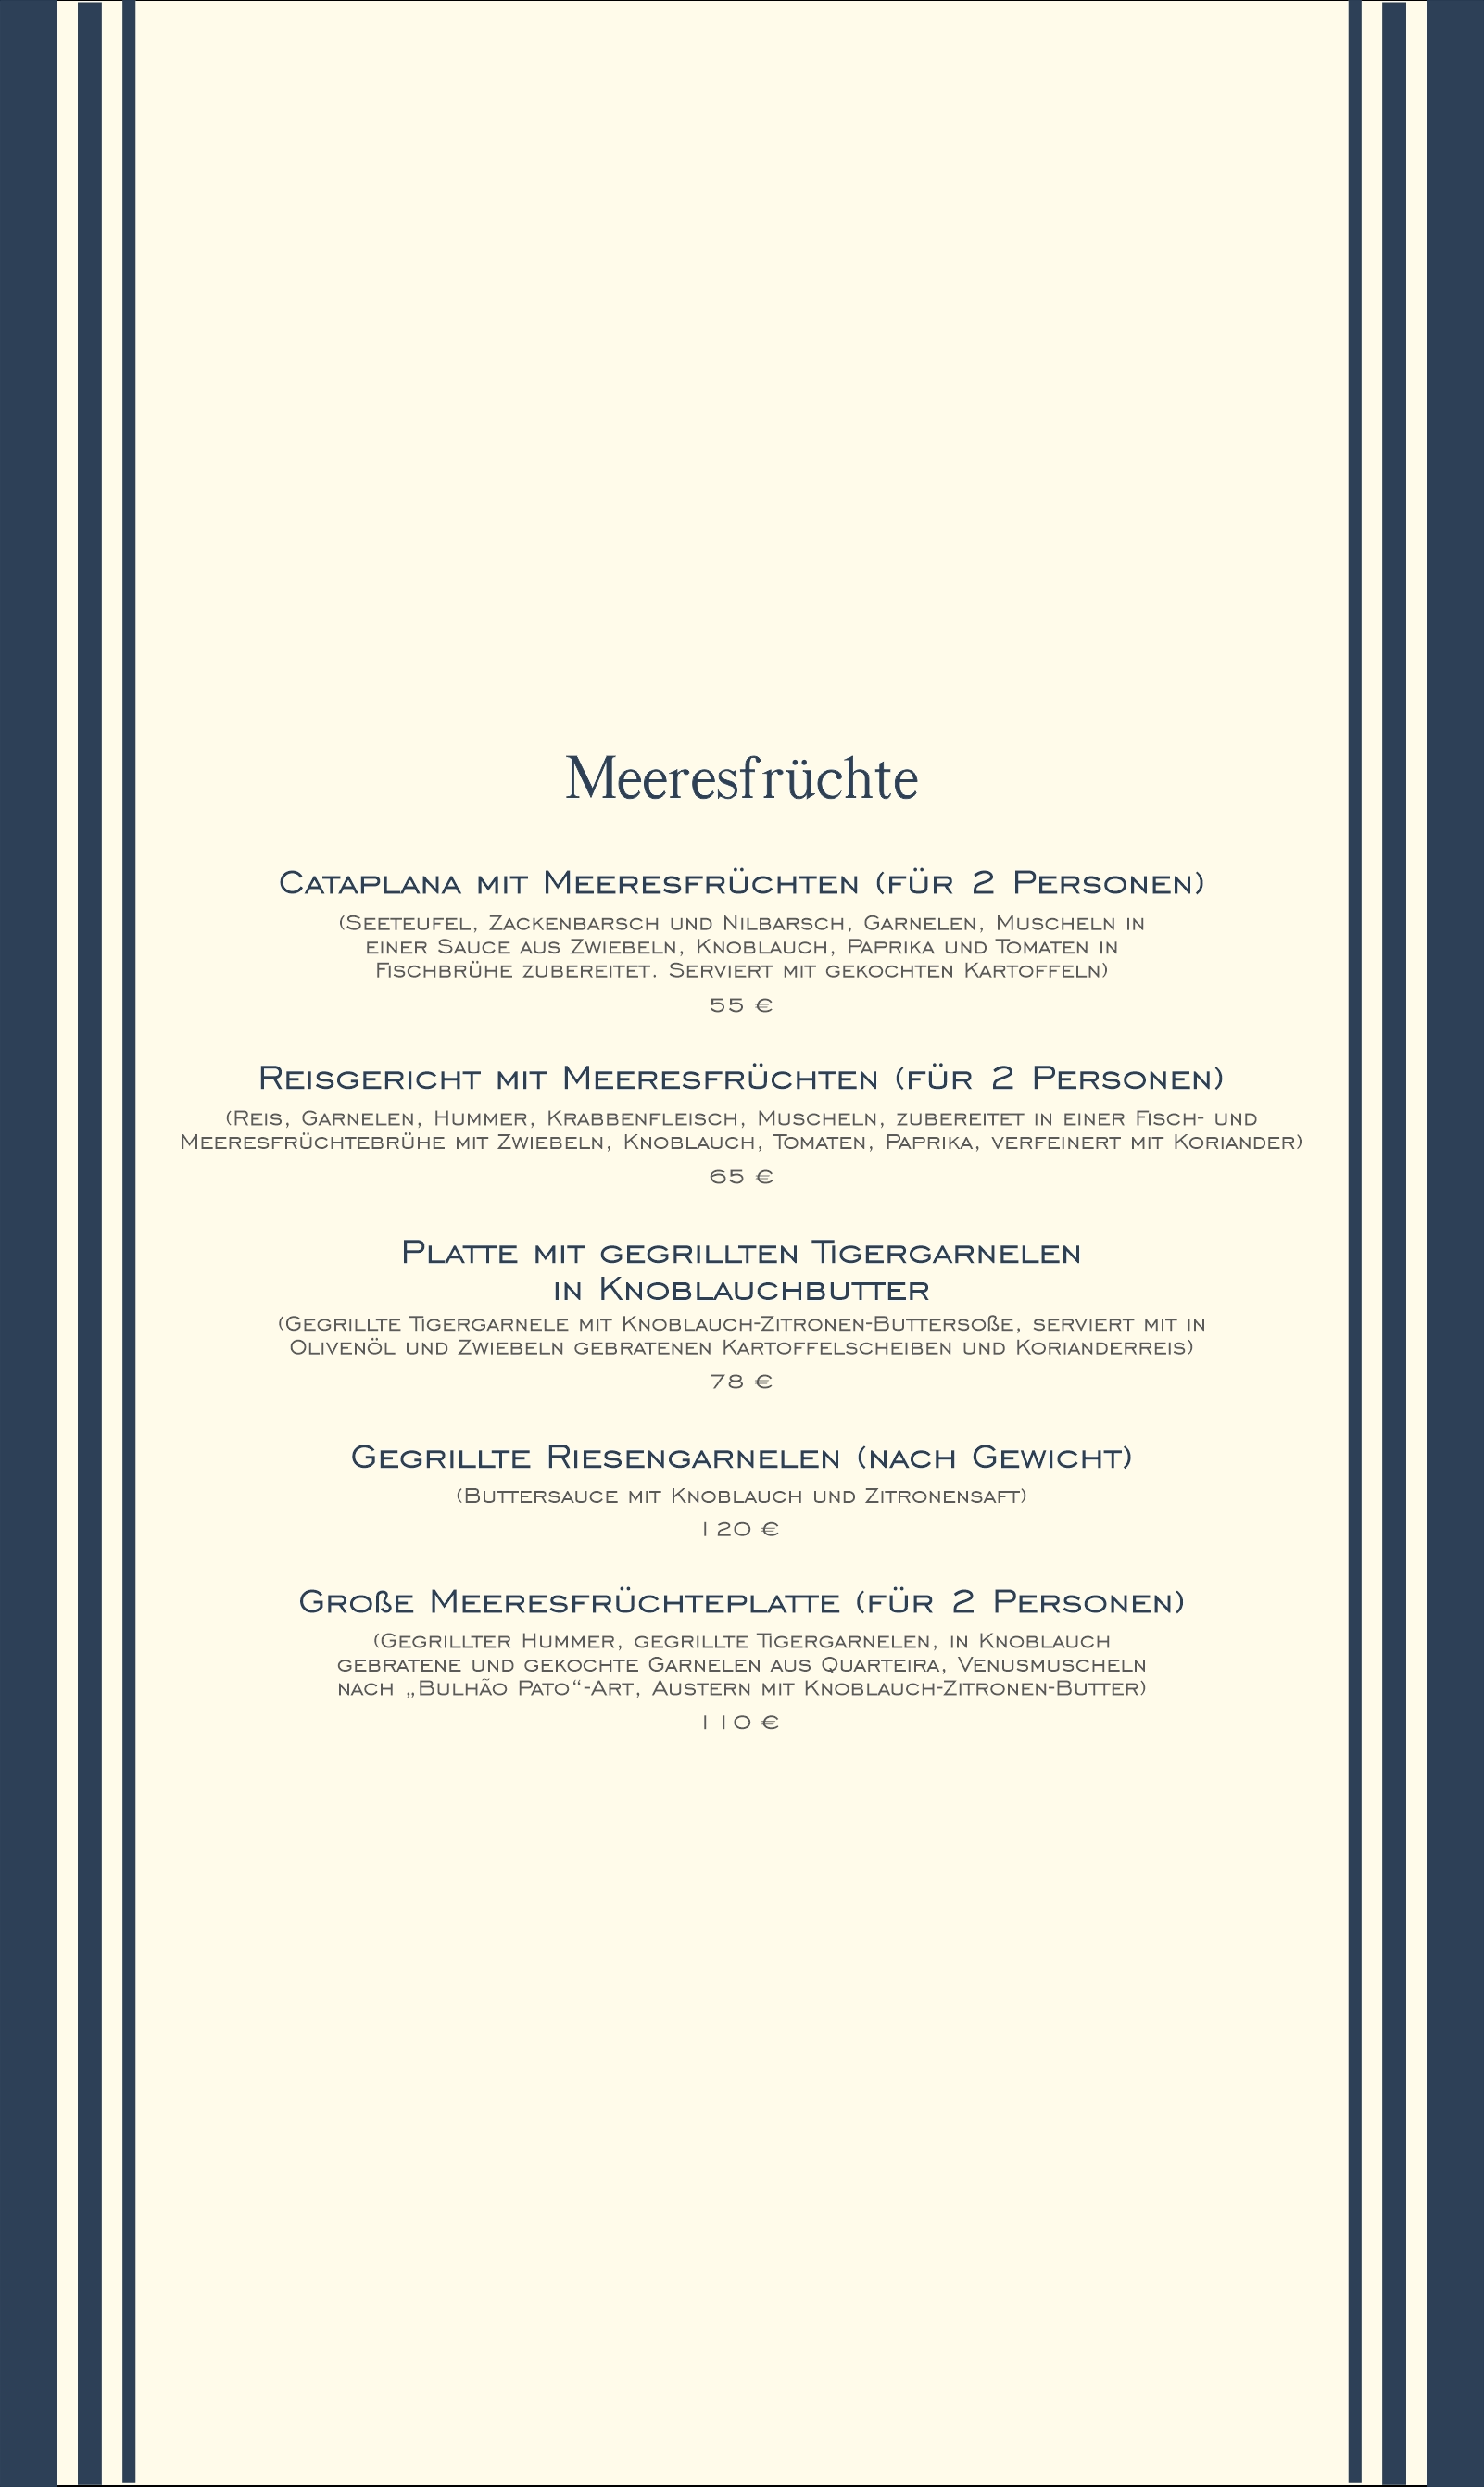 Meeresfrüchte
Cataplana mit Meeresfrüchten (für 2 Personen)
(Seeteufel, Zackenbarsch und Nilbarsch, Garnelen, Muscheln in
einer Sauce aus Zwiebeln, Knoblauch, Paprika und Tomaten in
Fischbrühe zubereitet. Serviert mit gekochten Kartoffeln)
55 €
Reisgericht mit Meeresfrüchten (für 2 Personen)
(Reis, Garnelen, Hummer, Krabbenfleisch, Muscheln, zubereitet in einer Fisch- und
Meeresfrüchtebrühe mit Zwiebeln, Knoblauch, Tomaten, Paprika, verfeinert mit Koriander)
65 €
Platte mit gegrillten Tigergarnelen
in Knoblauchbutter
(Gegrillte Tigergarnele mit Knoblauch-Zitronen-Buttersoße, serviert mit in
Olivenöl und Zwiebeln gebratenen Kartoffelscheiben und Korianderreis)
78 €
Gegrillte Riesengarnelen (nach Gewicht)
(Buttersauce mit Knoblauch und Zitronensaft)
120 €
Große Meeresfrüchteplatte (für 2 Personen)
(Gegrillter Hummer, gegrillte Tigergarnelen, in Knoblauch
gebratene und gekochte Garnelen aus Quarteira, Venusmuscheln
nach „Bulhão Pato“-Art, Austern mit Knoblauch-Zitronen-Butter)
110 €